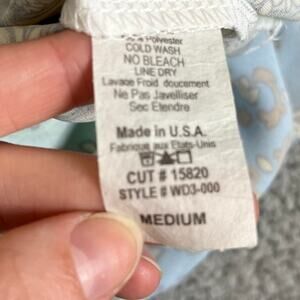 Polyester
COLD WASH
NO BLEACH
LINE DRY
Lavage Froid doucement
Ne Pas Javelliser
Sec Etendre
Made in U.S.A.
Fabrique aux Etats-Unis
CUT # 15820
STYLE # WD3-000
MEDIUM